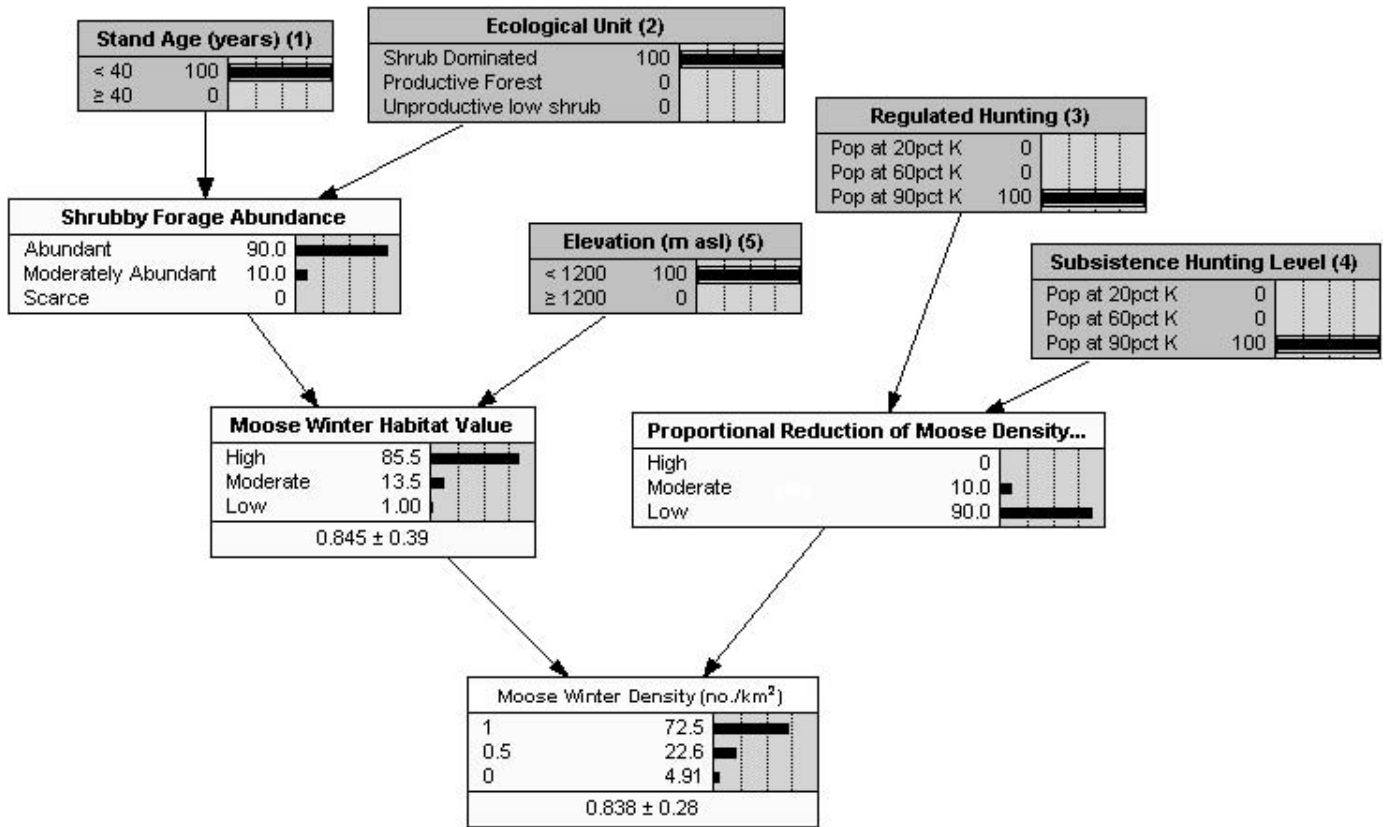 Stand Age (years) (1)
< 40 100
≥ 40 0
Ecological Unit (2)
Shrub Dominated 100
Productive Forest 0
Unproductive low shrub 0
Regulated Hunting (3)
Pop at 20pct K 0
Pop at 60pct K 0
Pop at 90pct K 100
Shrubby Forage Abundance
Abundant 90.0
Moderately Abundant 10.0
Scarce 0
Elevation (m asl) (5)
< 1200 100
≥ 1200 0
Subsistence Hunting Level (4)
Pop at 20pct K 0
Pop at 60pct K 0
Pop at 90pct K 100
Moose Winter Habitat Value
High 85.5
Moderate 13.5
Low 1.00
0.845 ± 0.39
Proportional Reduction of Moose Density...
High 0
Moderate 10.0
Low 90.0
Moose Winter Density (no./km²)
1 72.5
0.5 22.6
0 4.91
0.838 ± 0.28